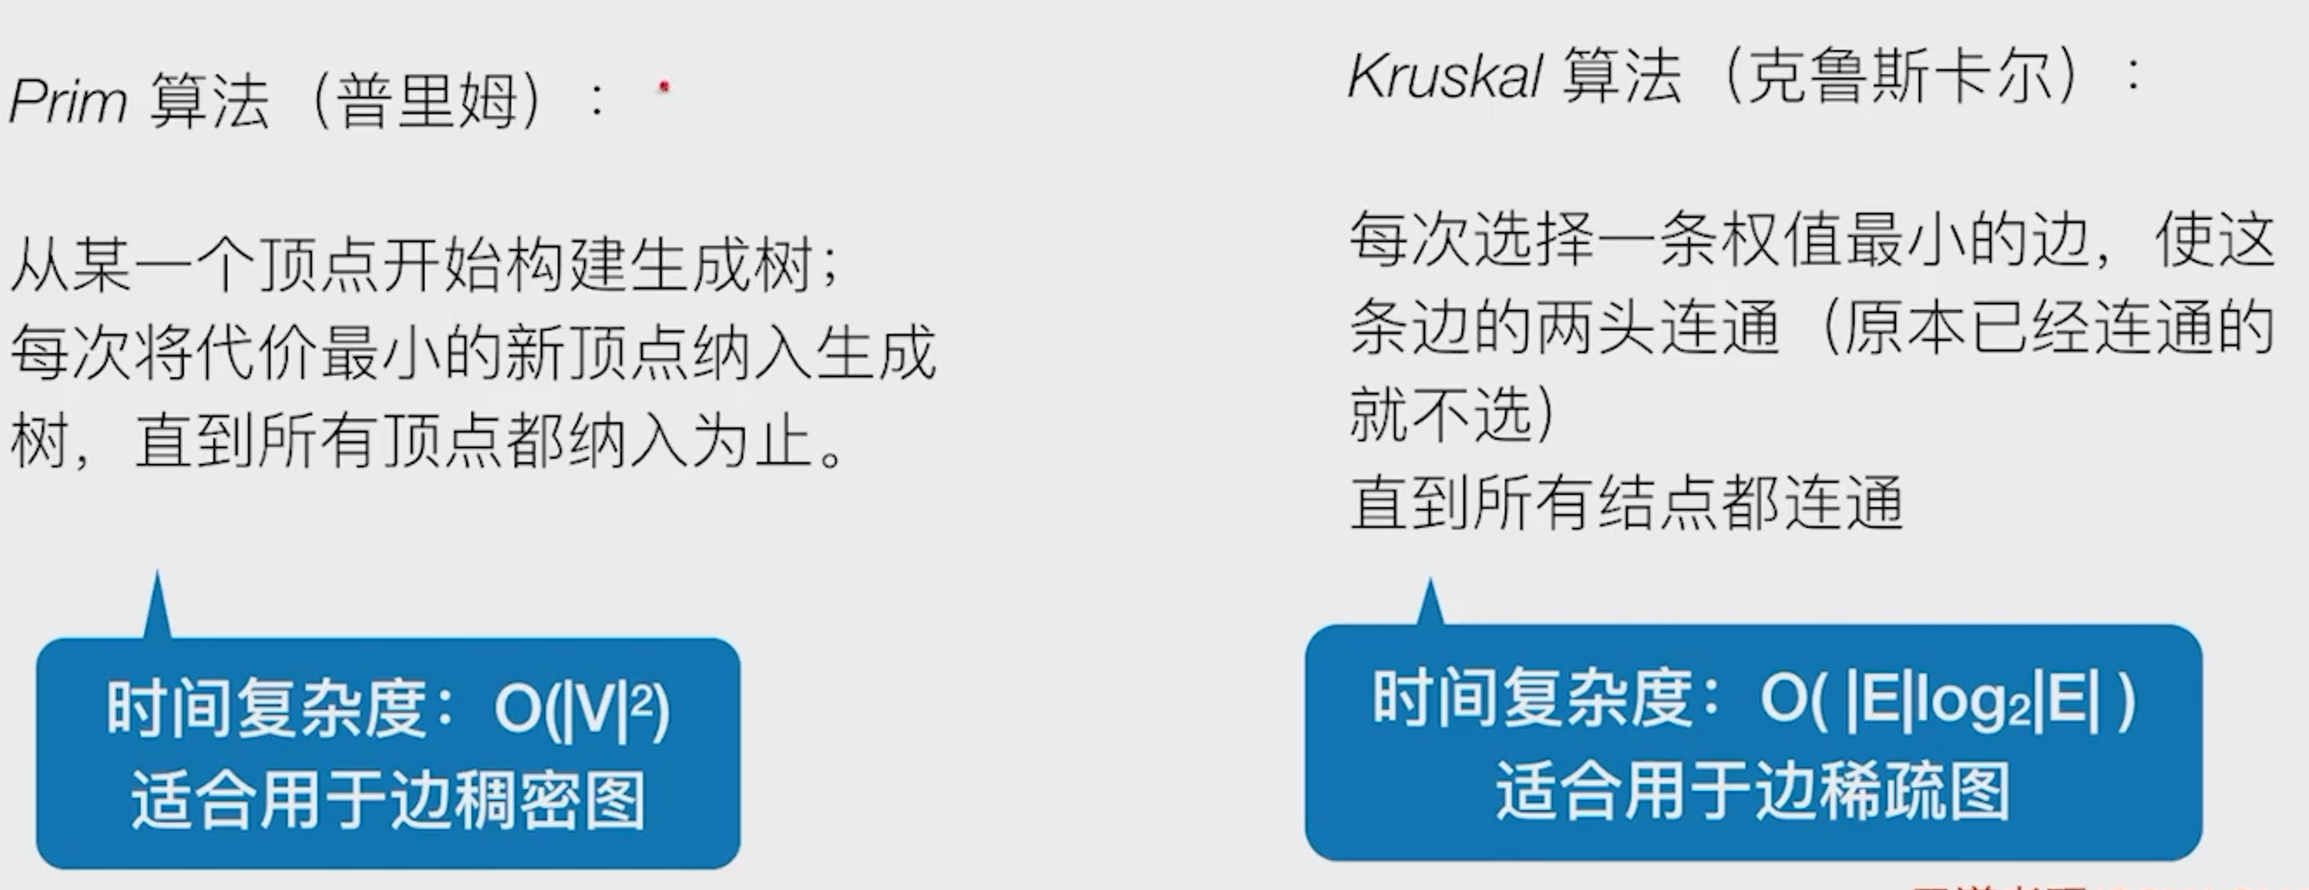 Prim 算法（普里姆）：
从某一个顶点开始构建生成树；
每次将代价最小的新顶点纳入生成
树，直到所有顶点都纳入为止。
时间复杂度：O(|V|²)
适合用于边稠密图
Kruskal 算法（克鲁斯卡尔）：
每次选择一条权值最小的边，使这
条边的两头连通（原本已经连通的
就不选）
直到所有结点都连通
时间复杂度：O( |E|log₂|E| )
适合用于边稀疏图